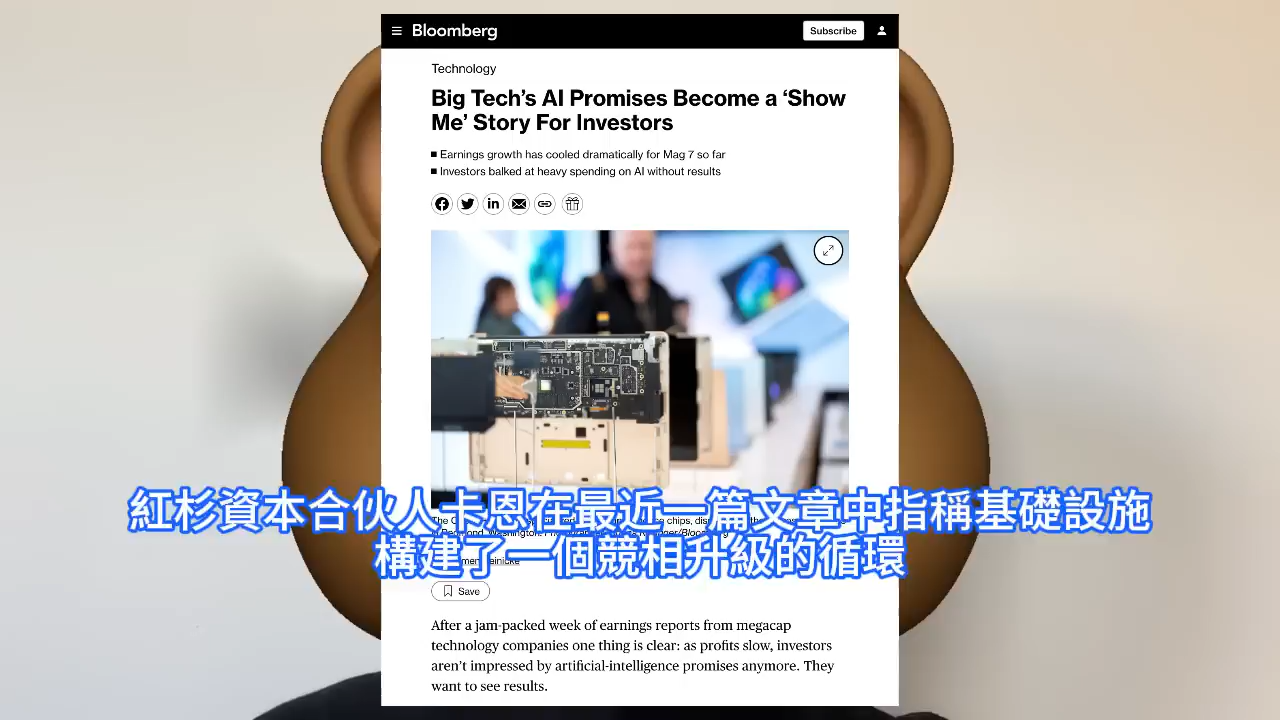 Bloomberg
Subscribe
Technology
Big Tech's AI Promises Become a ‘Show
Me’ Story For Investors
Earnings growth has cooled dramatically for Mag 7 so far
Investors balked at heavy spending on AI without results
紅杉資本合伙人卡恩在最近一篇文章中指稱基礎設施
構建了一個競相升級的循環
Save
After a jam-packed week of earnings reports from megacap
technology companies one thing is clear: as profits slow, investors
aren't impressed by artificial-intelligence promises anymore. They
want to see results.